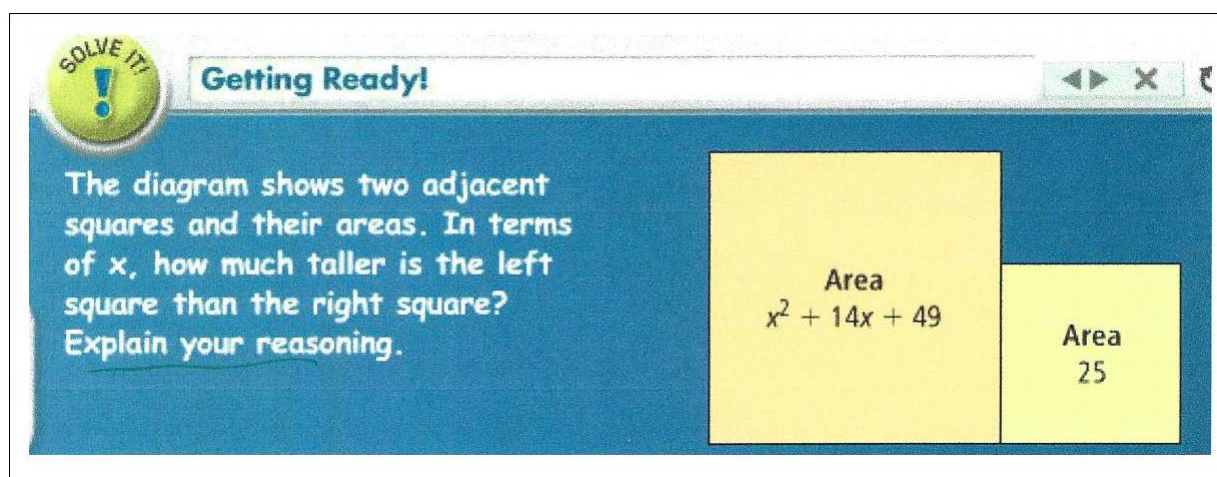 SOLVE IT!
Getting Ready!
The diagram shows two adjacent
squares and their areas. In terms
of x, how much taller is the left
square than the right square?
Explain your reasoning.
Area
x² + 14x + 49
Area
25